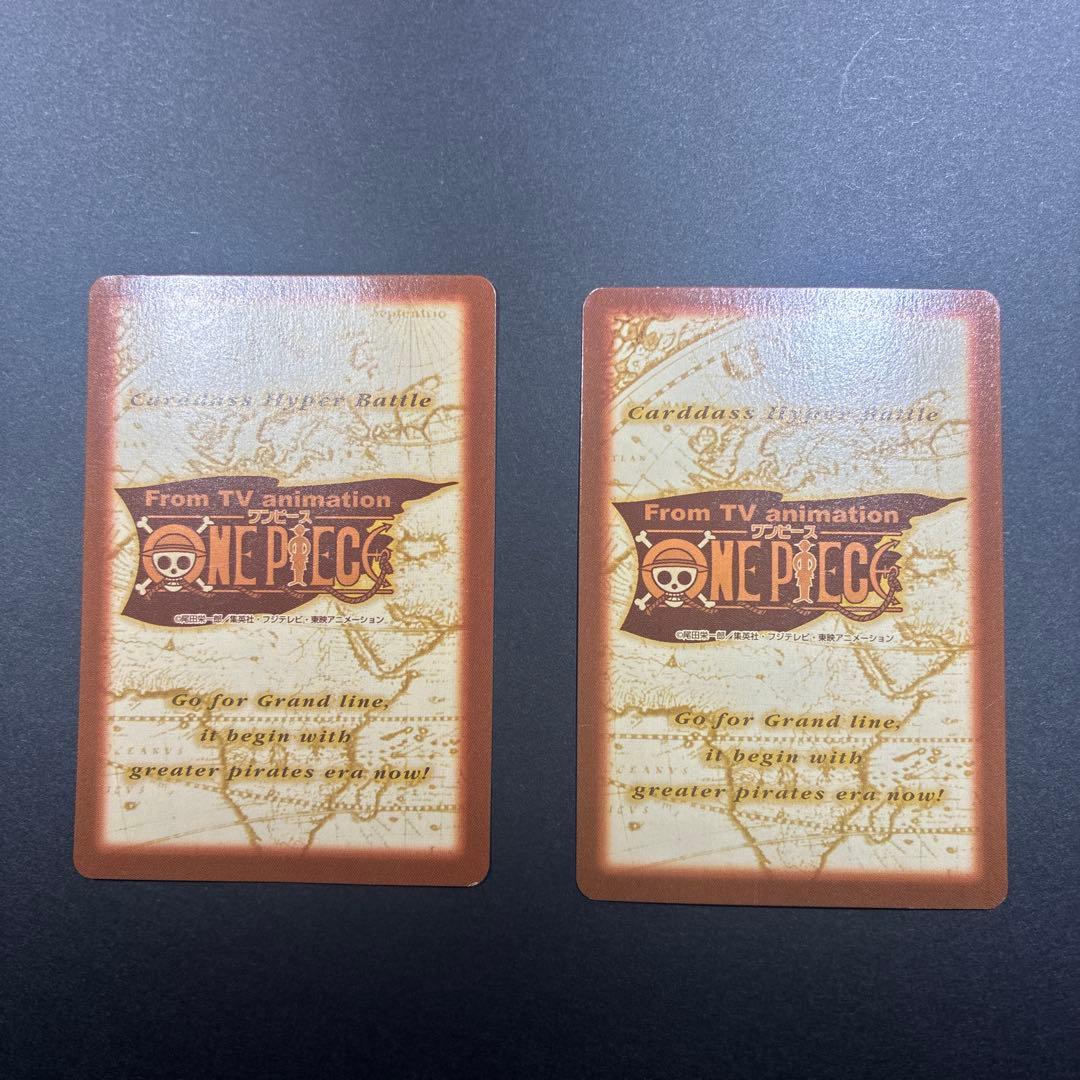 Septentrio
Carddass Hyper Battle
From TV animation
ワンピース
ONE PIECE
©尾田栄一郎／集英社・フジテレビ・東映アニメーション
Go for Grand line,
it begin with
greater pirates era now!
Carddass Hyper Battle
From TV animation
ワンピース
ONE PIECE
©尾田栄一郎／集英社・フジテレビ・東映アニメーション
Go for Grand line,
it begin with
greater pirates era now!